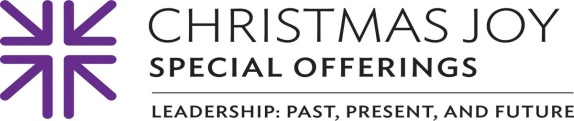 CHRISTMAS JOY
SPECIAL OFFERINGS
LEADERSHIP: PAST, PRESENT, AND FUTURE